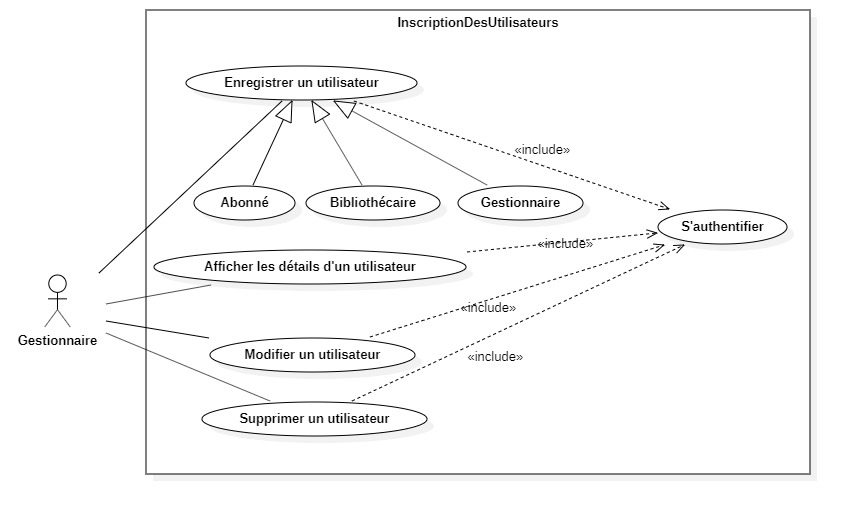 InscriptionDesUtilisateurs
Enregistrer un utilisateur
«include»
Abonné
Bibliothécaire
Gestionnaire
S'authentifier
«include»
Afficher les détails d'un utilisateur
«include»
Gestionnaire
Modifier un utilisateur
«include»
Supprimer un utilisateur